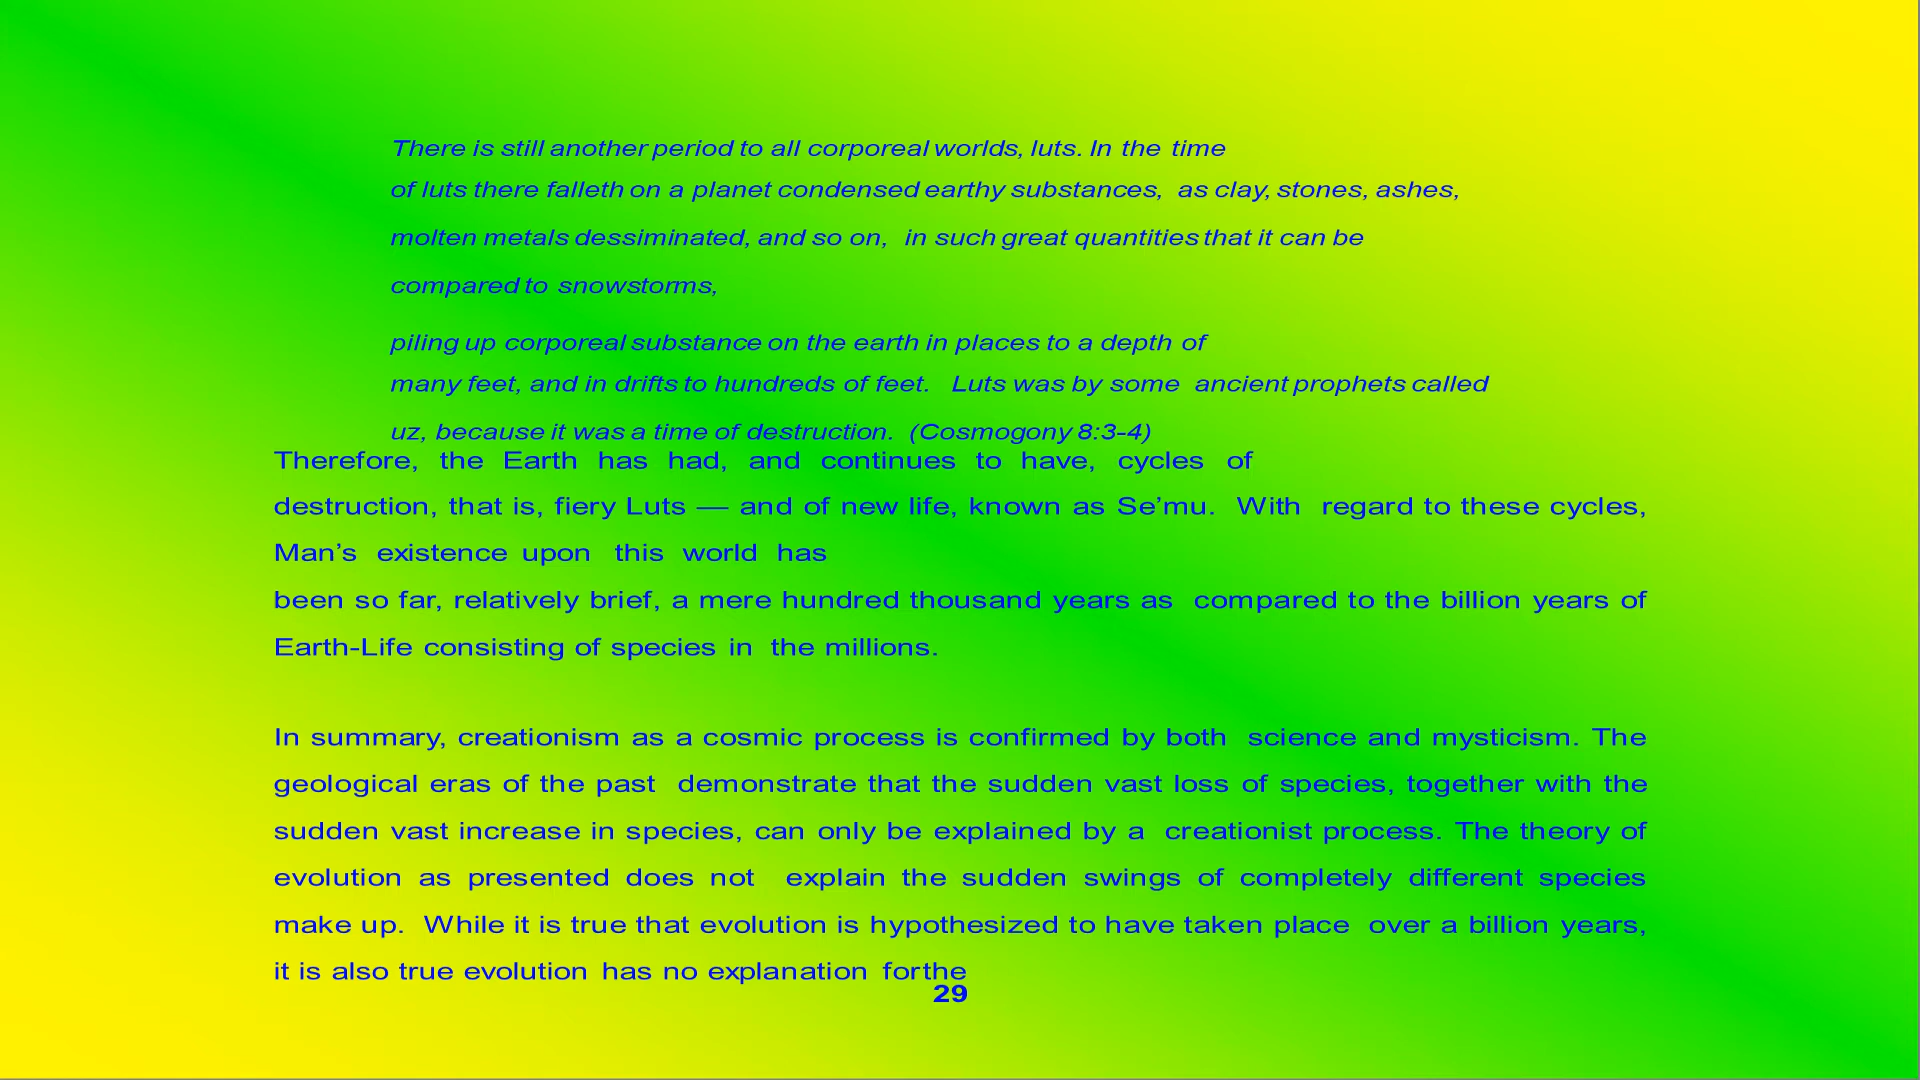 There is still another period to all corporeal worlds, luts. In the time
of luts there falleth on a planet condensed earthy substances, as clay, stones, ashes,
molten metals dessiminated, and so on, in such great quantities that it can be
compared to snowstorms,
piling up corporeal substance on the earth in places to a depth of
many feet, and in drifts to hundreds of feet. Luts was by some ancient prophets called
uz, because it was a time of destruction. (Cosmogony 8:3-4)
Therefore, the Earth has had, and continues to have, cycles of
destruction, that is, fiery Luts — and of new life, known as Se’mu. With regard to these cycles,
Man’s existence upon this world has
been so far, relatively brief, a mere hundred thousand years as compared to the billion years of
Earth-Life consisting of species in the millions.
In summary, creationism as a cosmic process is confirmed by both science and mysticism. The
geological eras of the past demonstrate that the sudden vast loss of species, together with the
sudden vast increase in species, can only be explained by a creationist process. The theory of
evolution as presented does not explain the sudden swings of completely different species
make up. While it is true that evolution is hypothesized to have taken place over a billion years,
it is also true evolution has no explanation forthe
29